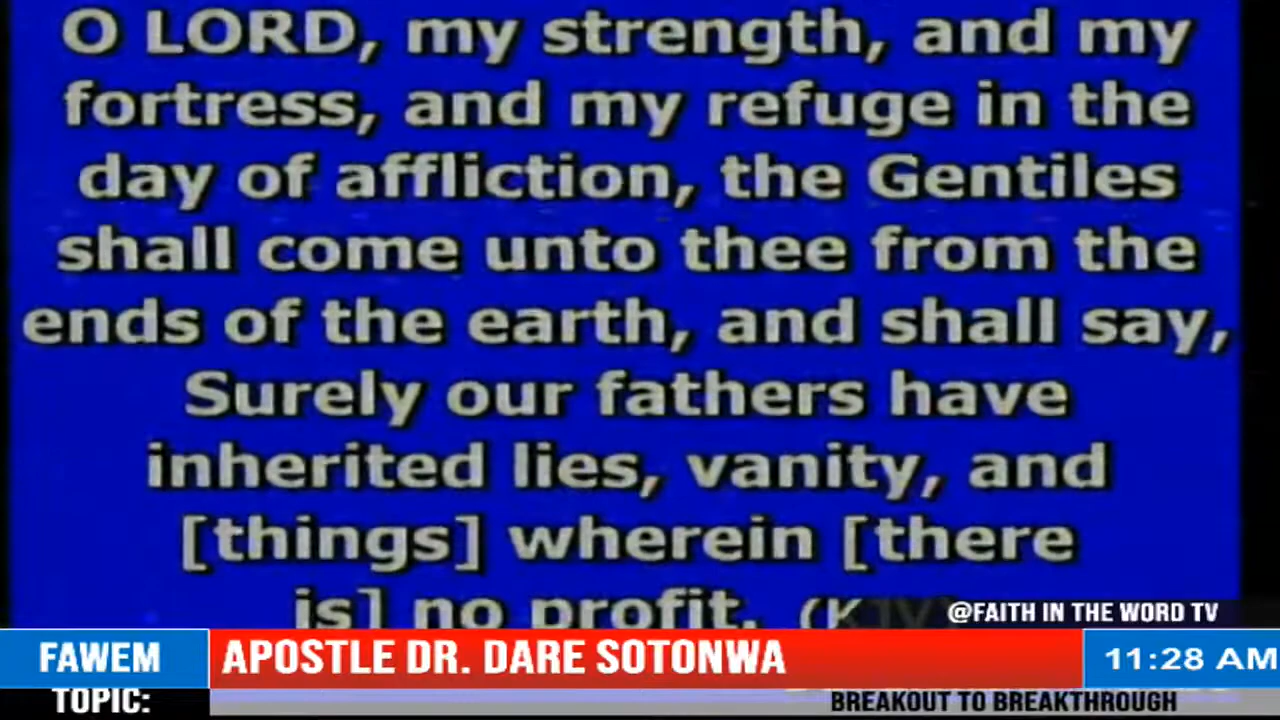 O LORD, my strength, and my
fortress, and my refuge in the
day of affliction, the Gentiles
shall come unto thee from the
ends of the earth, and shall say,
Surely our fathers have
inherited lies, vanity, and
[things] wherein [there
is] no profit. (KJV)
@FAITH IN THE WORD TV
FAWEM
APOSTLE DR. DARE SOTONWA
11:28 AM
TOPIC:
BREAKOUT TO BREAKTHROUGH